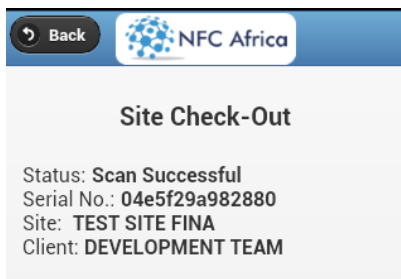 Back
NFC Africa
Site Check-Out
Status: Scan Successful
Serial No.: 04e5f29a982880
Site: TEST SITE FINA
Client: DEVELOPMENT TEAM